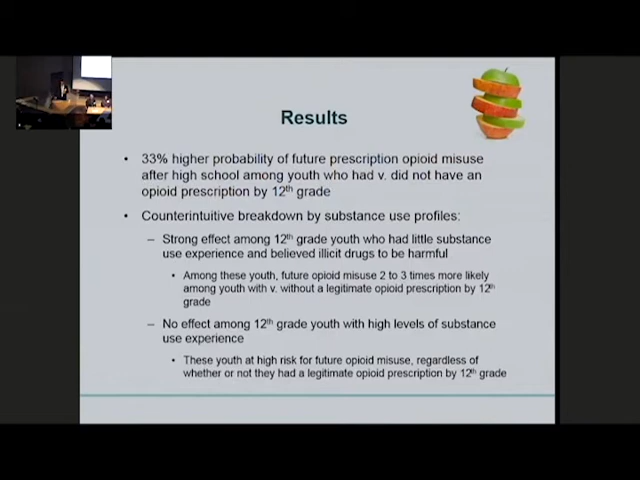 Results
• 33% higher probability of future prescription opioid misuse
after high school among youth who had v. did not have an
opioid prescription by 12th grade
• Counterintuitive breakdown by substance use profiles:
– Strong effect among 12th grade youth who had little substance
use experience and believed illicit drugs to be harmful
• Among these youth, future opioid misuse 2 to 3 times more likely
among youth with v. without a legitimate opioid prescription by 12th
grade
– No effect among 12th grade youth with high levels of substance
use experience
• These youth at high risk for future opioid misuse, regardless of
whether or not they had a legitimate opioid prescription by 12th grade